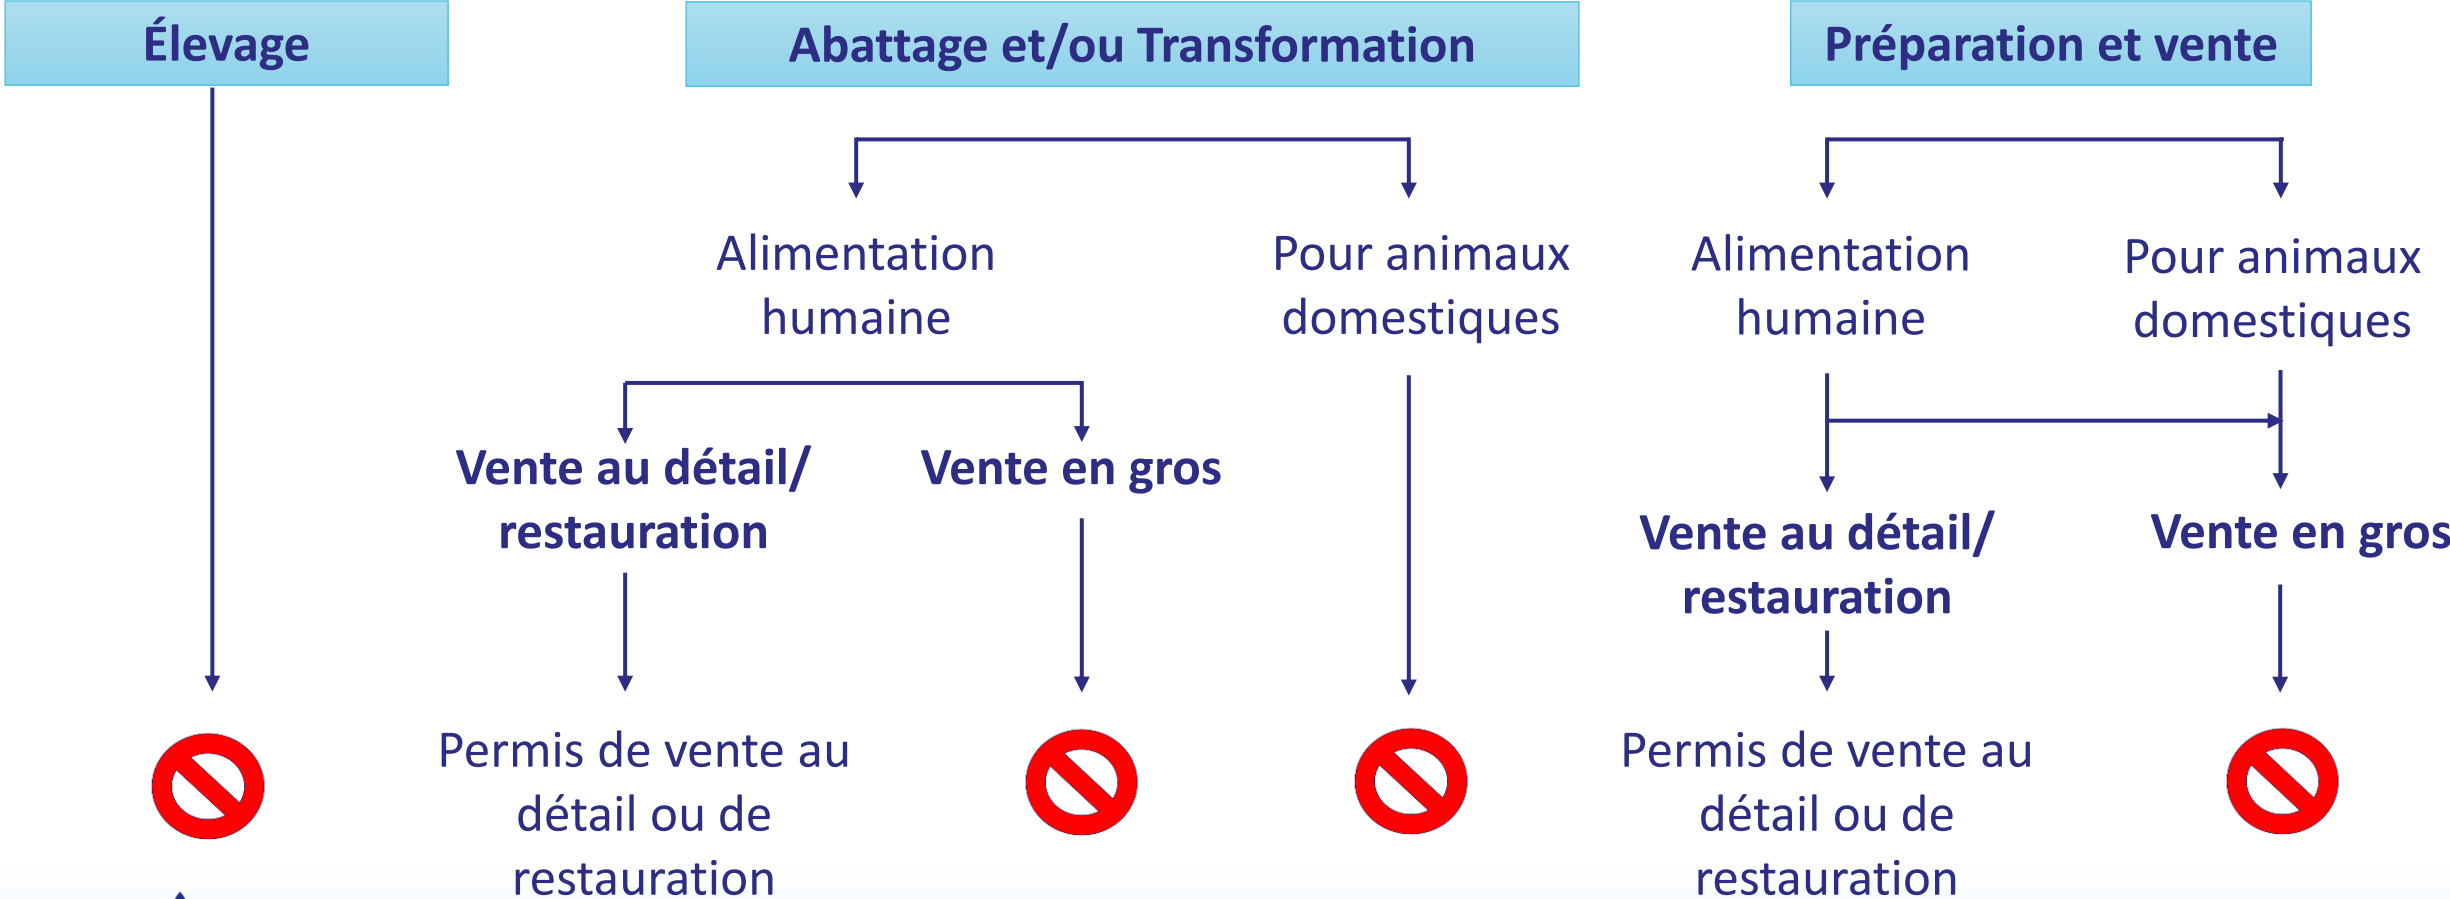 Élevage
Abattage et/ou Transformation
Préparation et vente
Alimentation
humaine
Pour animaux
domestiques
Alimentation
humaine
Pour animaux
domestiques
Vente au détail/
restauration
Vente en gros
Vente au détail/
restauration
Vente en gros
Permis de vente au
détail ou de
restauration
Permis de vente au
détail ou de
restauration